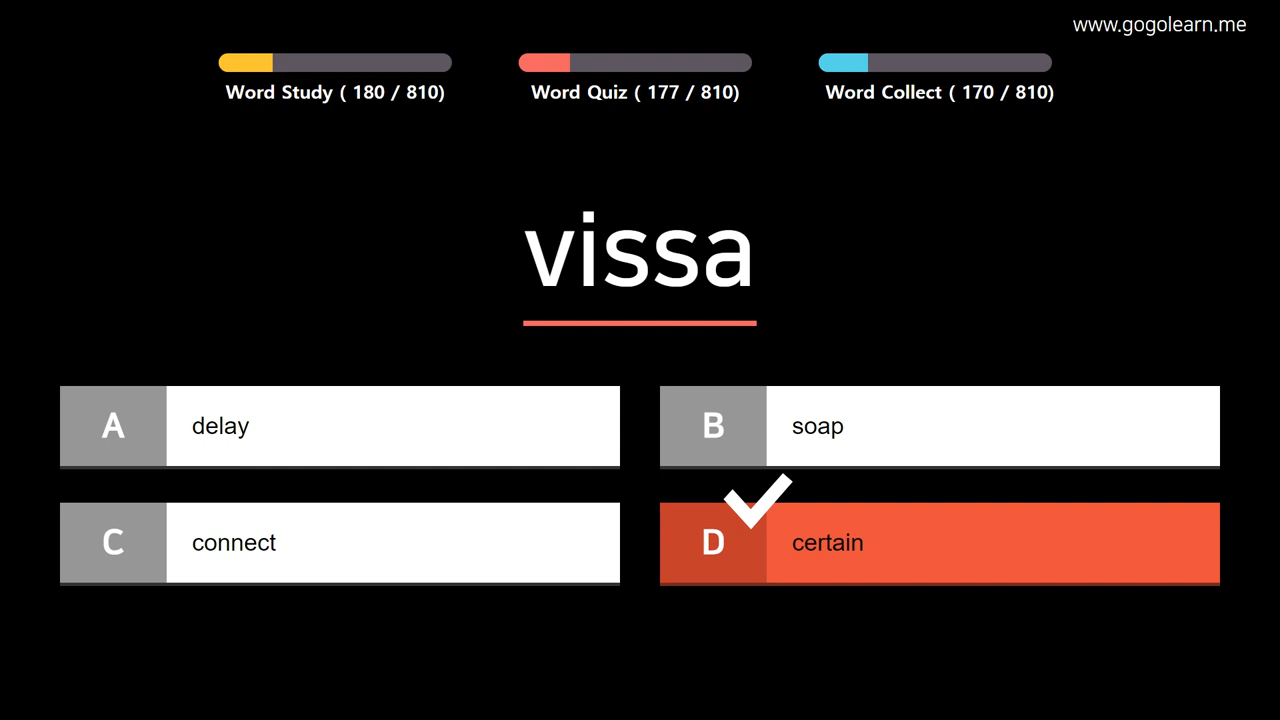 www.gogolearn.me
Word Study ( 180 / 810)
Word Quiz ( 177 / 810)
Word Collect ( 170 / 810)
vissa
A delay
B soap
C connect
D certain